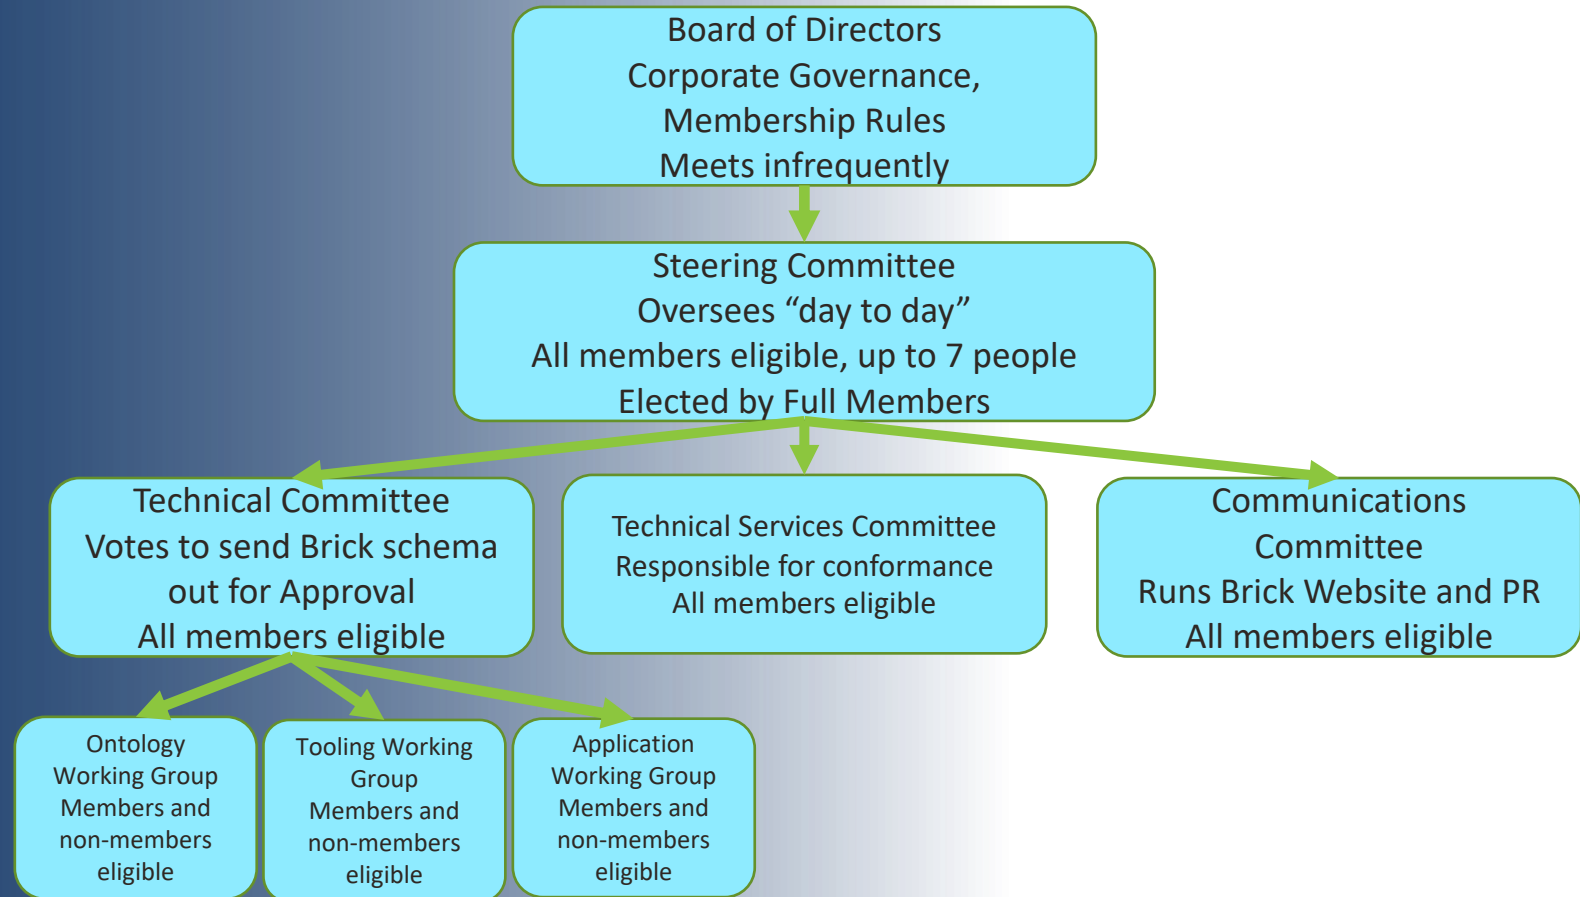 Board of Directors
Corporate Governance,
Membership Rules
Meets infrequently
Steering Committee
Oversees “day to day”
All members eligible, up to 7 people
Elected by Full Members
Technical Committee
Votes to send Brick schema
out for Approval
All members eligible
Technical Services Committee
Responsible for conformance
All members eligible
Communications
Committee
Runs Brick Website and PR
All members eligible
Ontology
Working Group
Members and
non-members
eligible
Tooling Working
Group
Members and
non-members
eligible
Application
Working Group
Members and
non-members
eligible